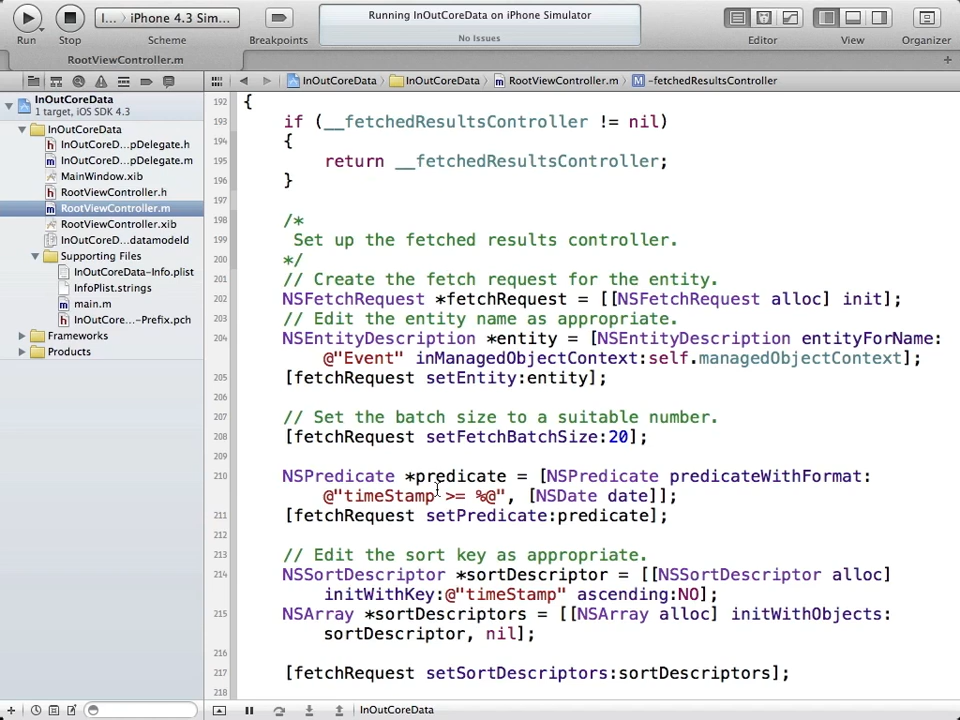 I... iPhone 4.3 Sim...
Running InOutCoreData on iPhone Simulator
No Issues
Run Stop Scheme Breakpoints Editor View Organizer
RootViewController.m
InOutCoreData InOutCoreData RootViewController.m M -fetchedResultsController
InOutCoreData
1 target, iOS SDK 4.3
InOutCoreData
h InOutCoreD...pDelegate.h
m InOutCoreD...pDelegate.m
MainWindow.xib
h RootViewController.h
m RootViewController.m
RootViewController.xib
InOutCoreD...datamodeld
Supporting Files
InOutCoreData-Info.plist
InfoPlist.strings
m main.m
h InOutCore...-Prefix.pch
Frameworks
Products
192 {
193 if (__fetchedResultsController != nil)
194 {
195 return __fetchedResultsController;
196 }
197
198 /*
199 Set up the fetched results controller.
200 */
201 // Create the fetch request for the entity.
202 NSFetchRequest *fetchRequest = [[NSFetchRequest alloc] init];
203 // Edit the entity name as appropriate.
204 NSEntityDescription *entity = [NSEntityDescription entityForName:
@"Event" inManagedObjectContext:self.managedObjectContext];
205 [fetchRequest setEntity:entity];
206
207 // Set the batch size to a suitable number.
208 [fetchRequest setFetchBatchSize:20];
209
210 NSPredicate *predicate = [NSPredicate predicateWithFormat:
@"timeStamp >= %@", [NSDate date]];
211 [fetchRequest setPredicate:predicate];
212
213 // Edit the sort key as appropriate.
214 NSSortDescriptor *sortDescriptor = [[NSSortDescriptor alloc]
initWithKey:@"timeStamp" ascending:NO];
215 NSArray *sortDescriptors = [[NSArray alloc] initWithObjects:
sortDescriptor, nil];
216
217 [fetchRequest setSortDescriptors:sortDescriptors];
218
InOutCoreData